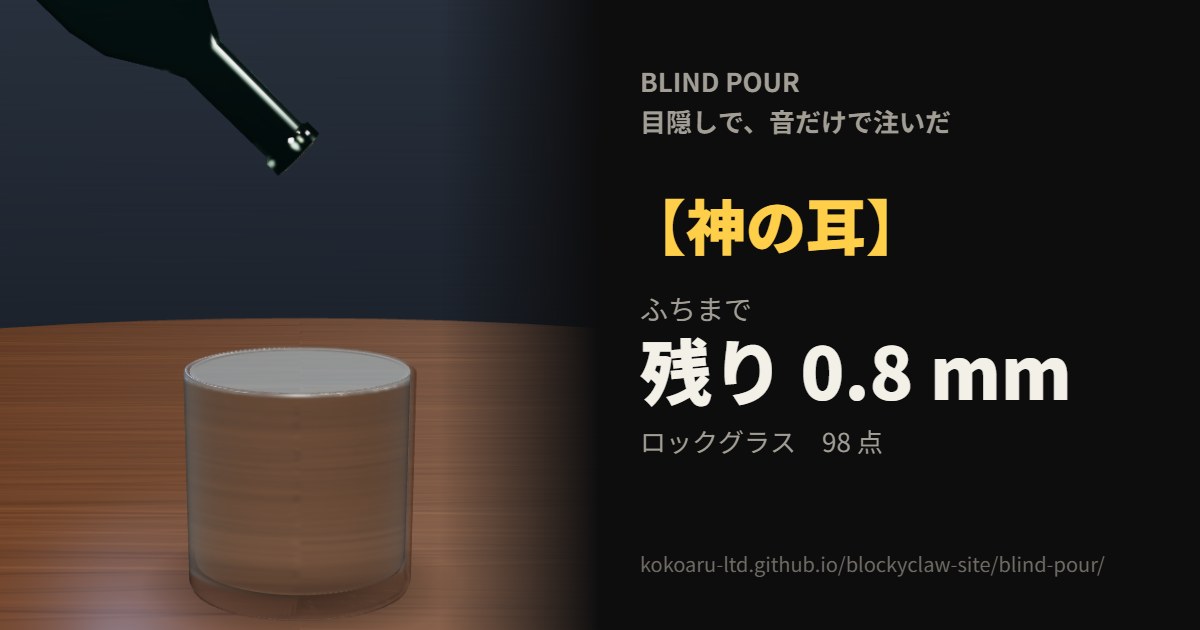 BLIND POUR
目隠しで、音だけで注いだ
【神の耳】
ふちまで
残り 0.8 mm
ロックグラス　98 点
kokoaru-ltd.github.io/blockyclaw-site/blind-pour/